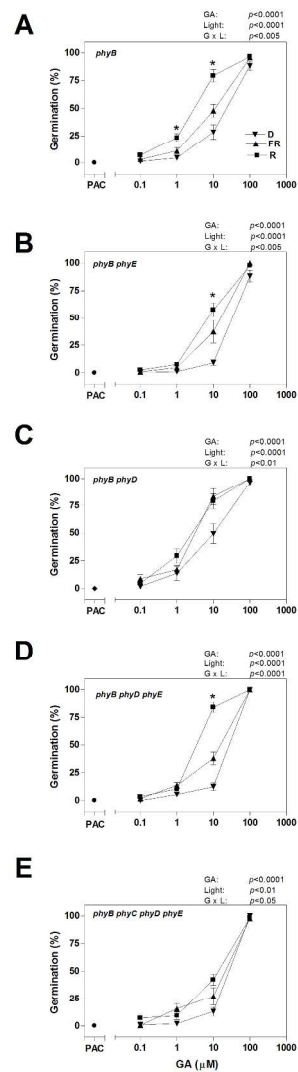 A
GA: p<0.0001
Light: p<0.0001
G x L: p<0.005
phyB
*
*
Germination (%)
100
75
50
25
0
D
FR
R
PAC
0.1
1
10
100
1000
B
GA: p<0.0001
Light: p<0.0001
G x L: p<0.005
phyB phyE
*
Germination (%)
100
75
50
25
0
PAC
0.1
1
10
100
1000
C
GA: p<0.0001
Light: p<0.0001
G x L: p<0.01
phyB phyD
Germination (%)
100
75
50
25
0
PAC
0.1
1
10
100
1000
D
GA: p<0.0001
Light: p<0.0001
G x L: p<0.0001
phyB phyD phyE
*
Germination (%)
100
75
50
25
0
PAC
0.1
1
10
100
1000
E
GA: p<0.0001
Light: p<0.01
G x L: p<0.05
phyB phyC phyD phyE
Germination (%)
100
75
50
25
0
PAC
0.1
1
10
100
1000
GA (µM)